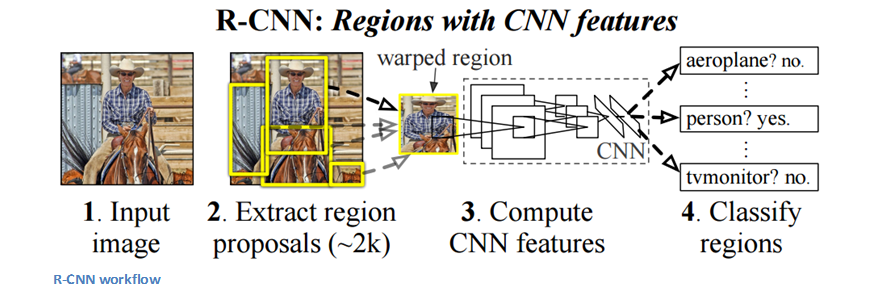 R-CNN: Regions with CNN features
warped region
aeroplane? no.
person? yes.
CNN
tvmonitor? no.
1. Input
image
2. Extract region
proposals (~2k)
3. Compute
CNN features
4. Classify
regions
R-CNN workflow